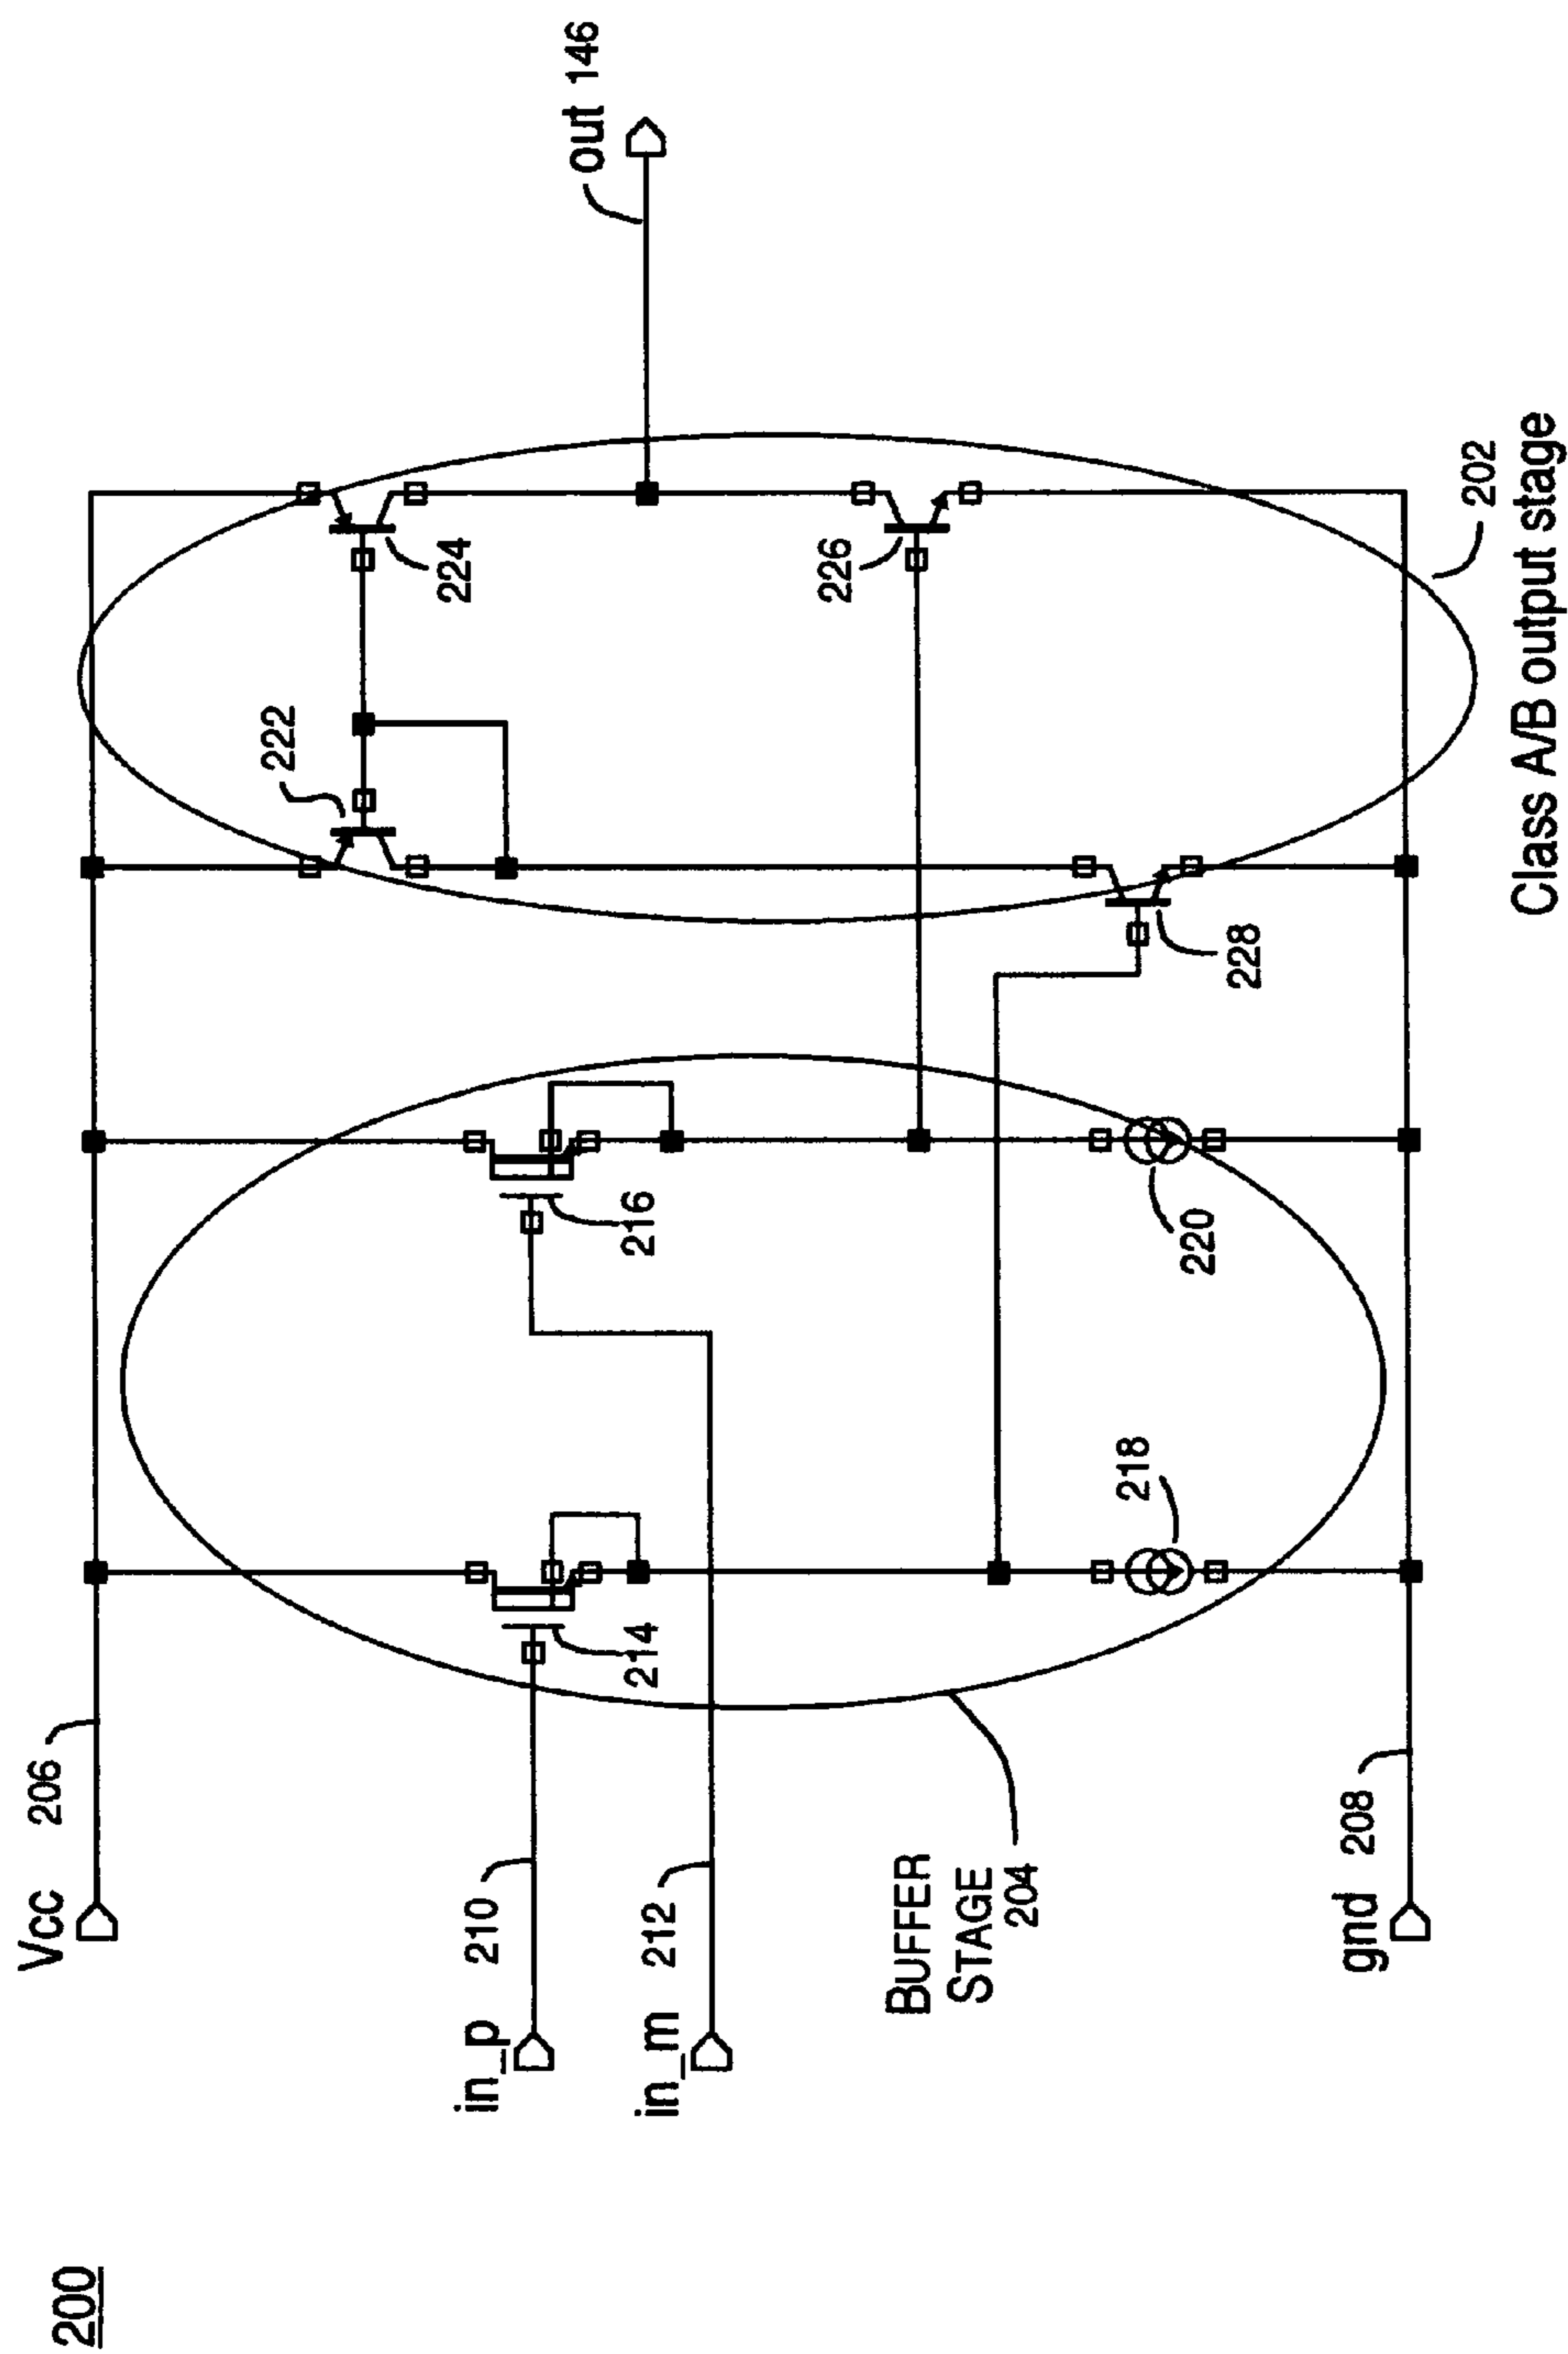 200
Vcc 206
in_p 210
in_m 212
BUFFER
STAGE
204
gnd 208
214
216
218
220
222
224
226
228
out 146
202
Class A/B output stage